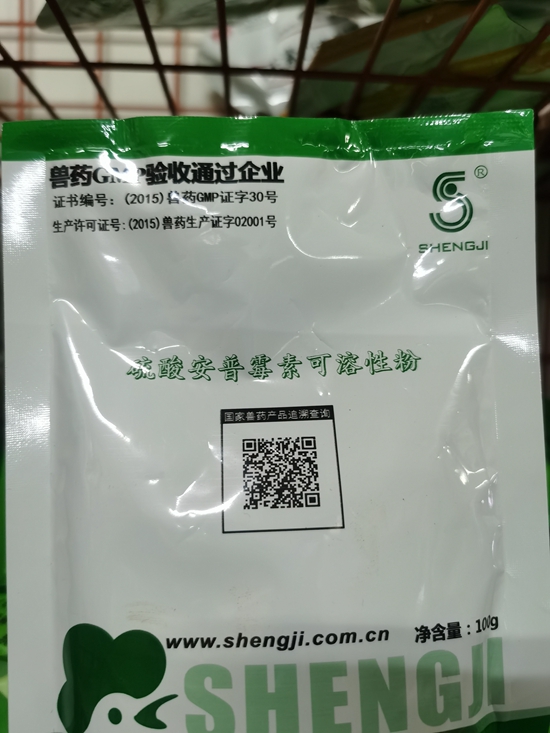 兽药GMP验收通过企业
证书编号：(2015)兽药GMP证字30号
生产许可证号:(2015)兽药生产证字02001号
®
SHENGJI
硫酸安普霉素可溶性粉
国家兽药产品追溯查询
www.shengji.com.cn
净含量：100g
SHENGJI